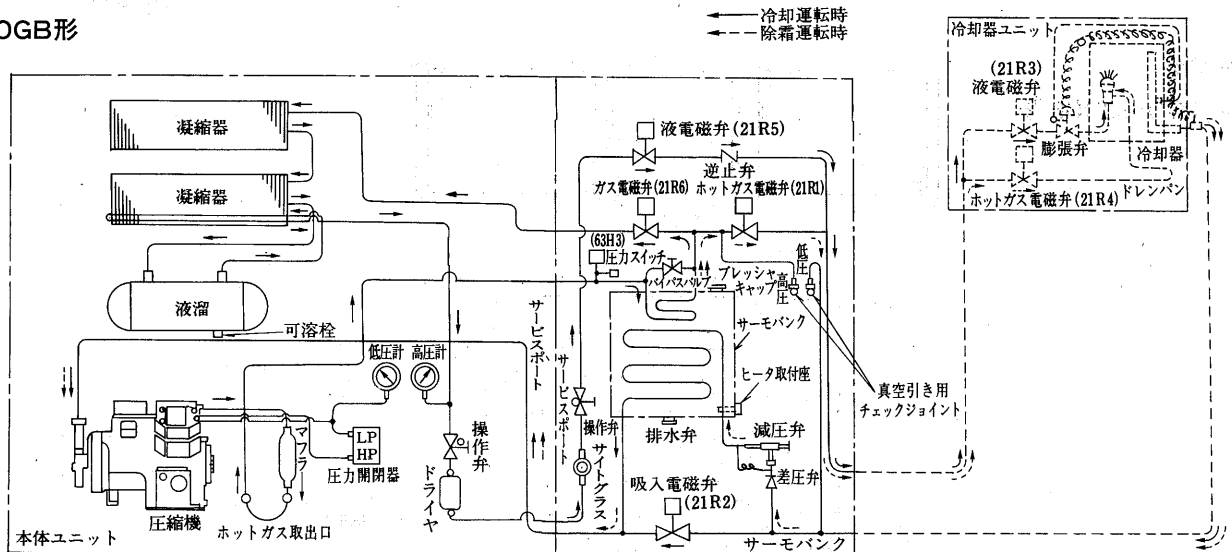 OGB形
冷却運転時
除霜運転時
冷却器ユニット
(21R3)
液電磁弁
膨張弁
冷却器
ドレンパン
ホットガス電磁弁(21R4)
凝縮器
凝縮器
液溜
可溶栓
液電磁弁(21R5)
逆止弁
ガス電磁弁(21R6)
ホットガス電磁弁(21R1)
(63H3)
圧力スイッチ
バイパスバルブ
プレッシャ
キャップ
高圧
低圧
サーモバンク
ヒータ取付座
真空引き用
チェックジョイント
排水弁
減圧弁
差圧弁
吸入電磁弁
(21R2)
サーモバンク
サービスポート
サービスポート
操作弁
サイトグラス
低圧計
高圧計
LP
HP
圧力開閉器
操作弁
ドライヤ
マフラ
圧縮機
ホットガス取出口
本体ユニット